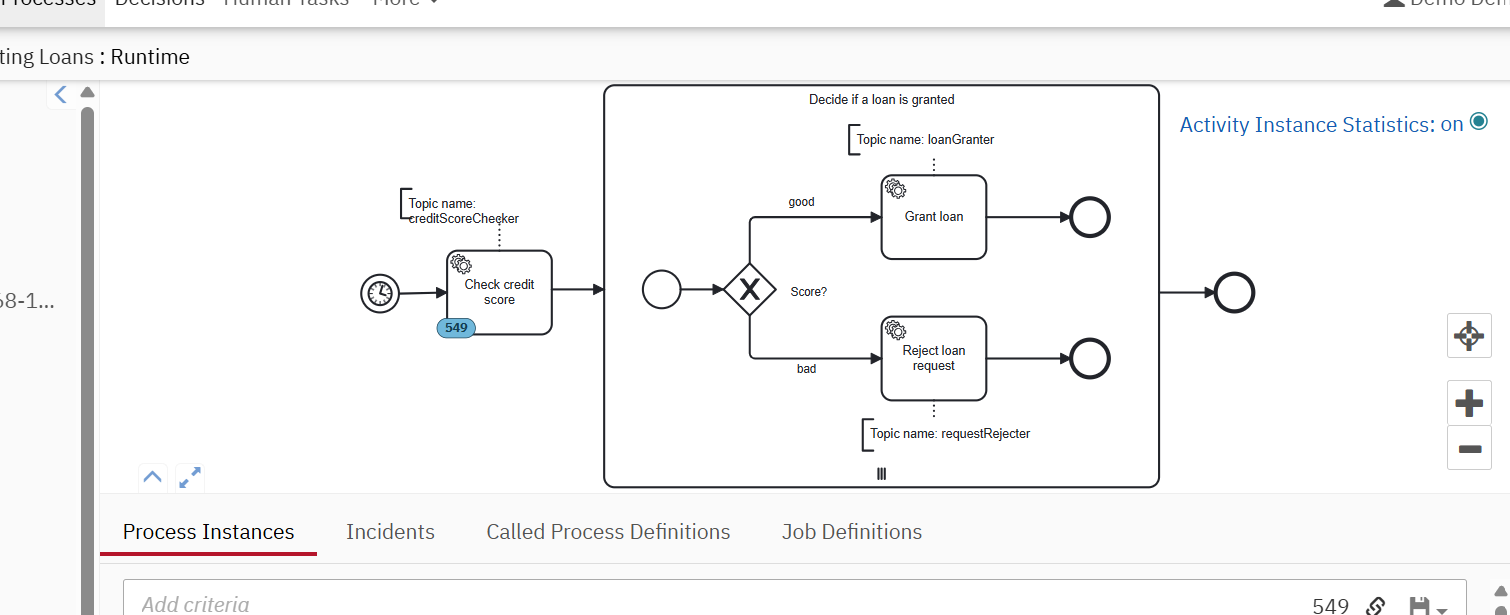 Processes Decisions Human Tasks More
Demo Dem
ting Loans : Runtime
Decide if a loan is granted
Activity Instance Statistics: on
Topic name: loanGranter
Topic name:
creditScoreChecker
good
Grant loan
Check credit
score
Score?
58-1...
549
Reject loan
request
bad
Topic name: requestRejecter
Process Instances Incidents Called Process Definitions Job Definitions
Add criteria
549